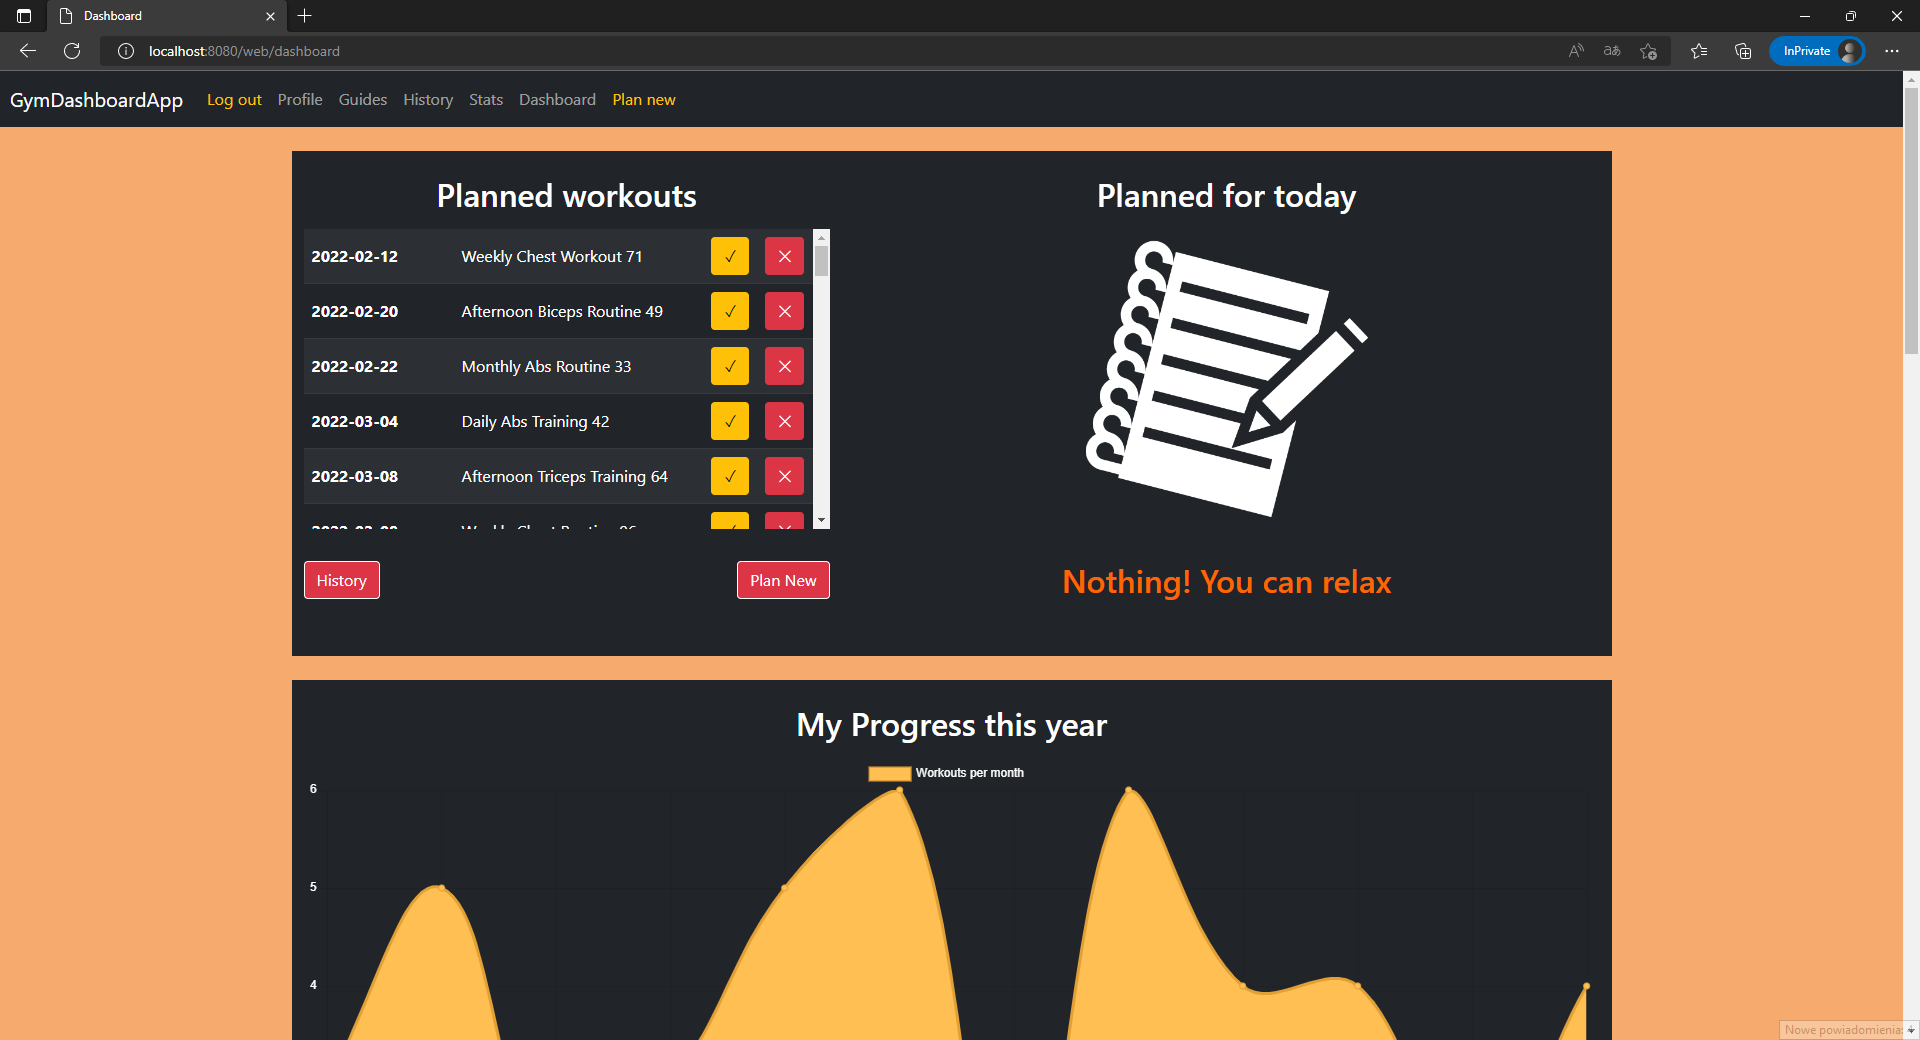 Dashboard
localhost:8080/web/dashboard
InPrivate
GymDashboardApp Log out Profile Guides History Stats Dashboard Plan new
Planned workouts
2022-02-12 Weekly Chest Workout 71 ✓ ✕
2022-02-20 Afternoon Biceps Routine 49 ✓ ✕
2022-02-22 Monthly Abs Routine 33 ✓ ✕
2022-03-04 Daily Abs Training 42 ✓ ✕
2022-03-08 Afternoon Triceps Training 64 ✓ ✕
History Plan New
Planned for today
Nothing! You can relax
My Progress this year
Workouts per month
6
5
4
Nowe powiadomienia